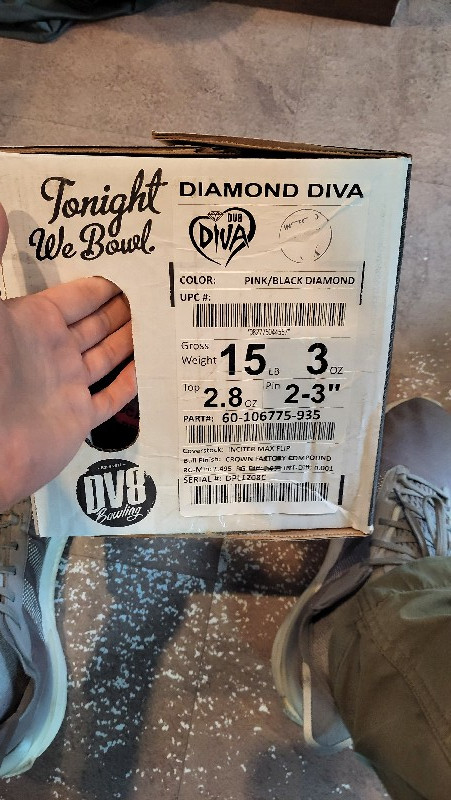 Tonight
We Bowl.
DIAMOND DIVA
DV8
DIVA
COLOR: PINK/BLACK DIAMOND
UPC #:
Gross
Weight 15 LB 3 OZ
Top 2.8 OZ Pin 2-3"
PART#: 60-106775-935
Coverstock: INCITER MAX FLIP
Ball Finish: CROWN FACTORY COMPOUND
SERIAL #:
DV8
Bowling